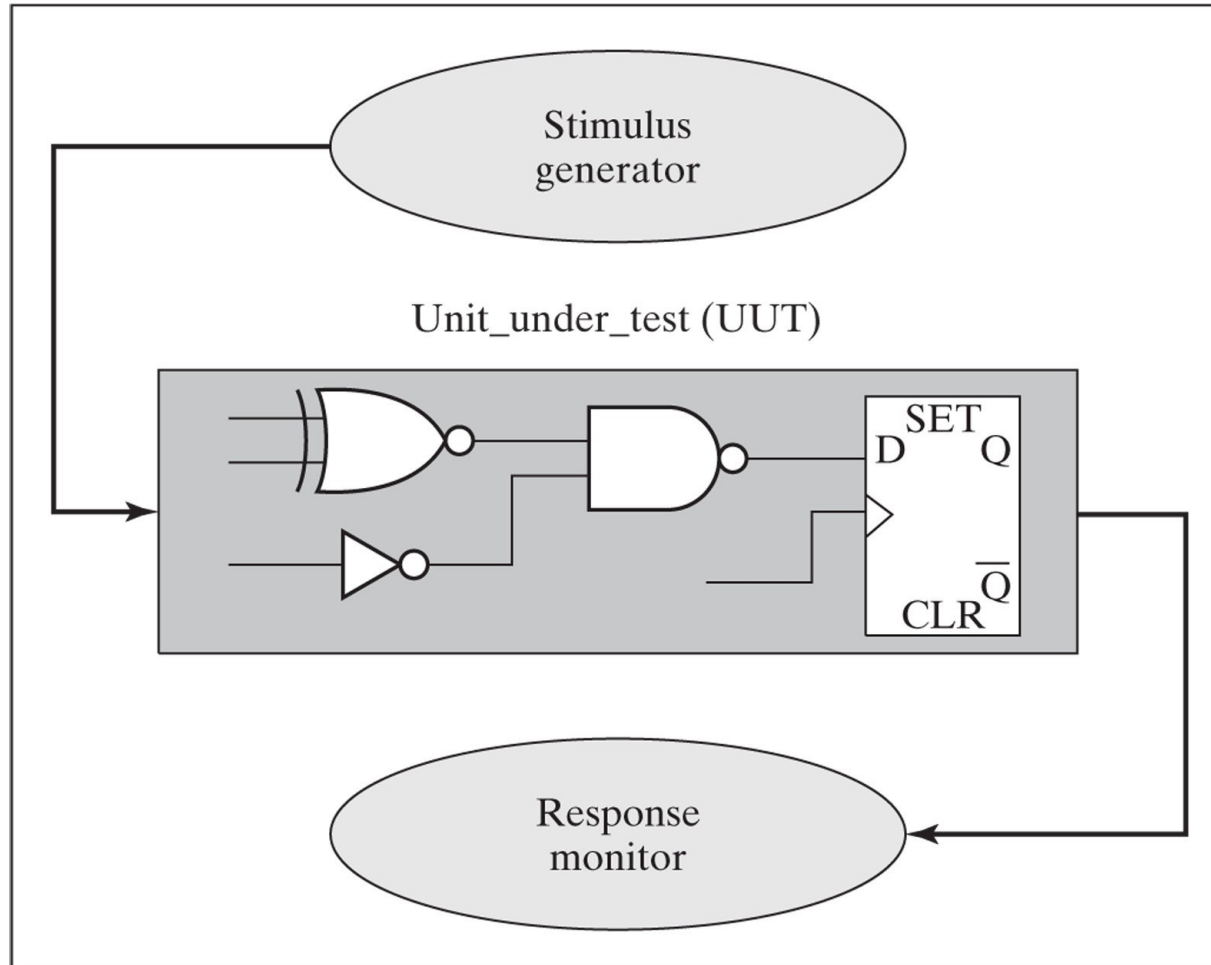 Stimulus
generator
Unit_under_test (UUT)
SET
D Q
Q̅
CLR
Response
monitor